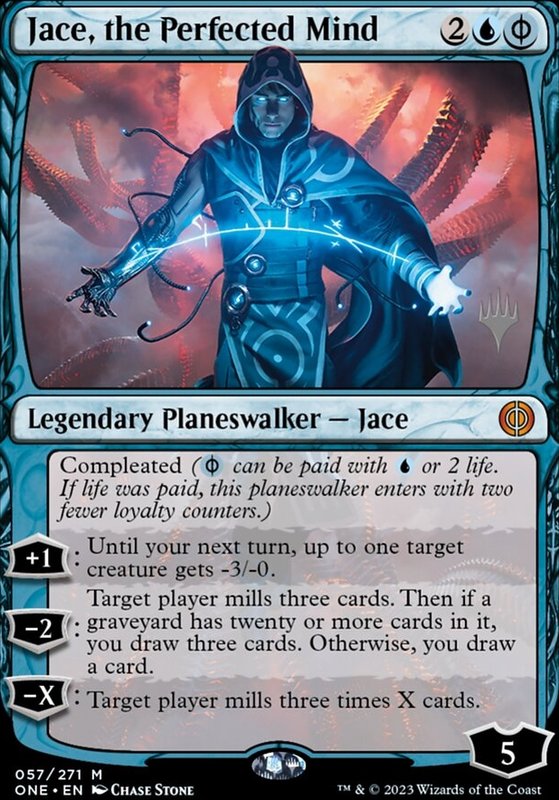 Jace, the Perfected Mind 2
Legendary Planeswalker — Jace
Compleated ( can be paid with or 2 life.
If life was paid, this planeswalker enters with two
fewer loyalty counters.)
+1: Until your next turn, up to one target
creature gets -3/-0.
Target player mills three cards. Then if a
-2: graveyard has twenty or more cards in it,
you draw three cards. Otherwise, you draw
a card.
-X: Target player mills three times X cards.
5
057/271 M
ONE • EN CHASE STONE
™ & © 2023 Wizards of the Coast